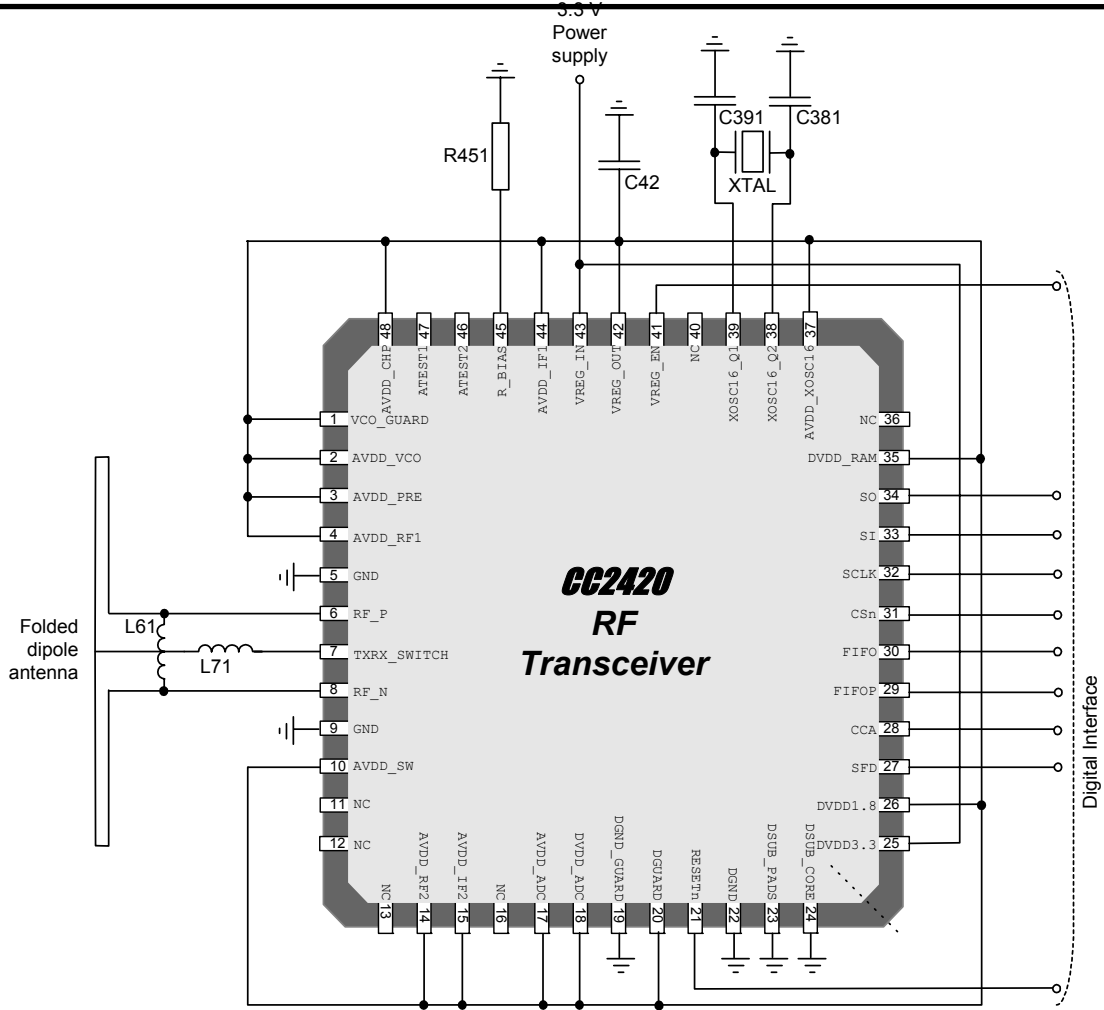 3.3 V
Power
supply
C391
C381
R451
C42
XTAL
48
47
46
45
44
43
42
41
40
39
38
37
AVDD_CHP
ATEST1
ATEST2
R_BIAS
AVDD_IF1
VREG_IN
VREG_OUT
VREG_EN
NC
XOSC16_Q1
XOSC16_Q2
AVDD_XOSC16
1 VCO_GUARD
2 AVDD_VCO
3 AVDD_PRE
4 AVDD_RF1
5 GND
6 RF_P
7 TXRX_SWITCH
8 RF_N
9 GND
10 AVDD_SW
11 NC
12 NC
Folded
dipole
antenna
L61
L71
CC2420
RF
Transceiver
NC 36
DVDD_RAM 35
SO 34
SI 33
SCLK 32
CSn 31
FIFO 30
FIFOP 29
CCA 28
SFD 27
DVDD1.8 26
DVDD3.3 25
Digital Interface
NC
AVDD_RF2
AVDD_IF2
NC
AVDD_ADC
DVDD_ADC
DGND_GUARD
DGUARD
RESETn
DGND
DSUB_PADS
DSUB_CORE
13
14
15
16
17
18
19
20
21
22
23
24